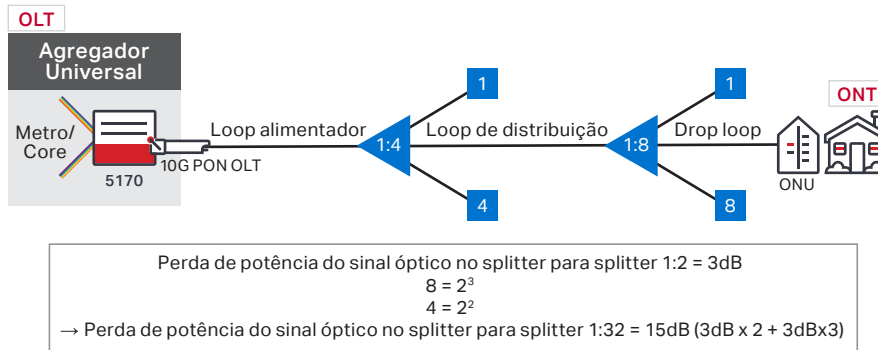 OLT
Agregador
Universal
Metro/
Core
5170
10G PON OLT
Loop alimentador
1:4
1
4
Loop de distribuição
1:8
1
8
Drop loop
ONU
ONT
Perda de potência do sinal óptico no splitter para splitter 1:2 = 3dB
8 = 2³
4 = 2²
→ Perda de potência do sinal óptico no splitter para splitter 1:32 = 15dB (3dB x 2 + 3dBx3)